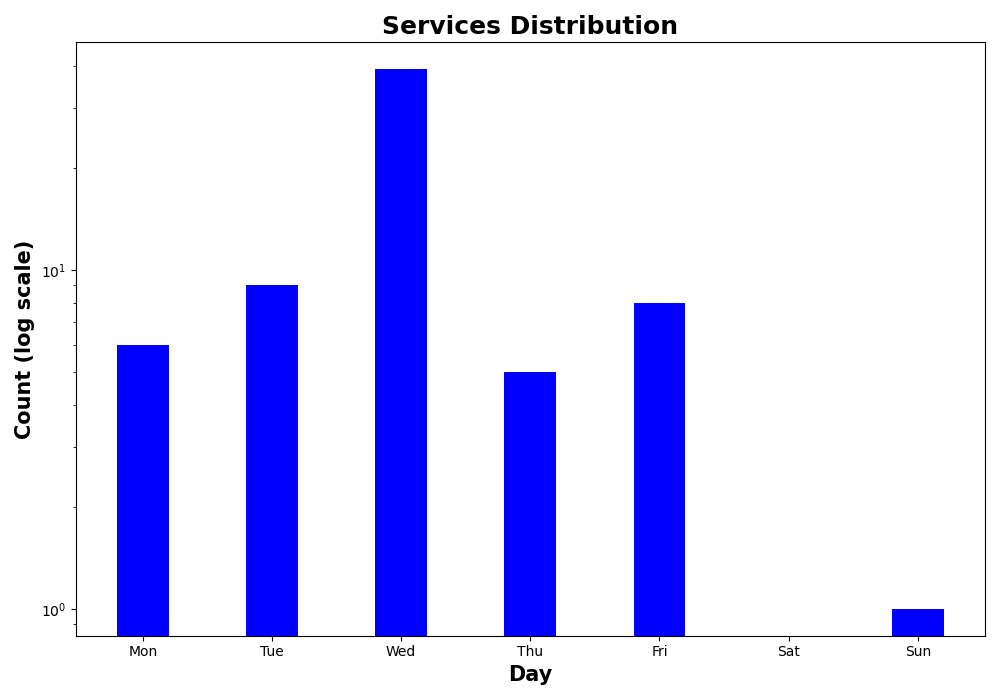 Services Distribution
Count (log scale)
10¹
10⁰
Mon Tue Wed Thu Fri Sat Sun
Day